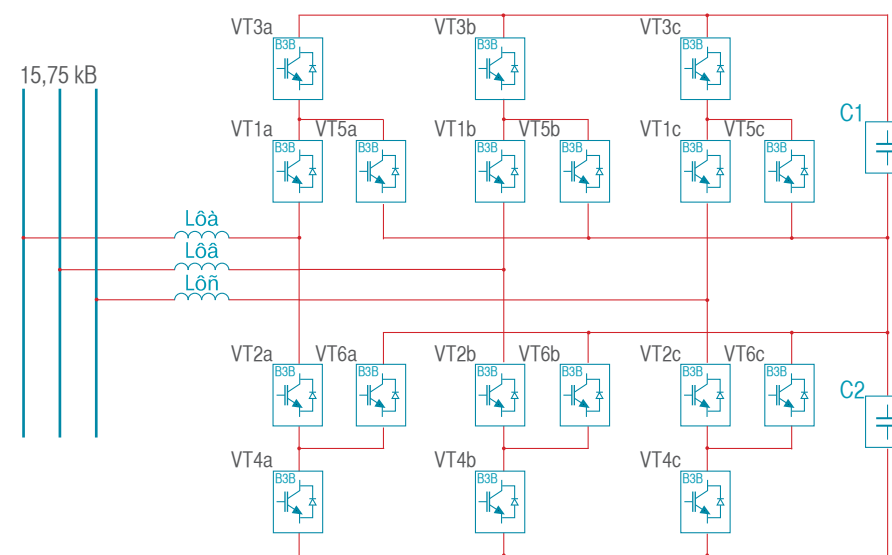 VT3a VT3b VT3c
B3B B3B B3B
15,75 kB
C1
VT1a VT5a VT1b VT5b VT1c VT5c
B3B B3B B3B B3B B3B B3B
Lôà
Lôâ
Lôñ
VT2a VT6a VT2b VT6b VT2c VT6c
B3B B3B B3B B3B B3B B3B
C2
VT4a VT4b VT4c
B3B B3B B3B